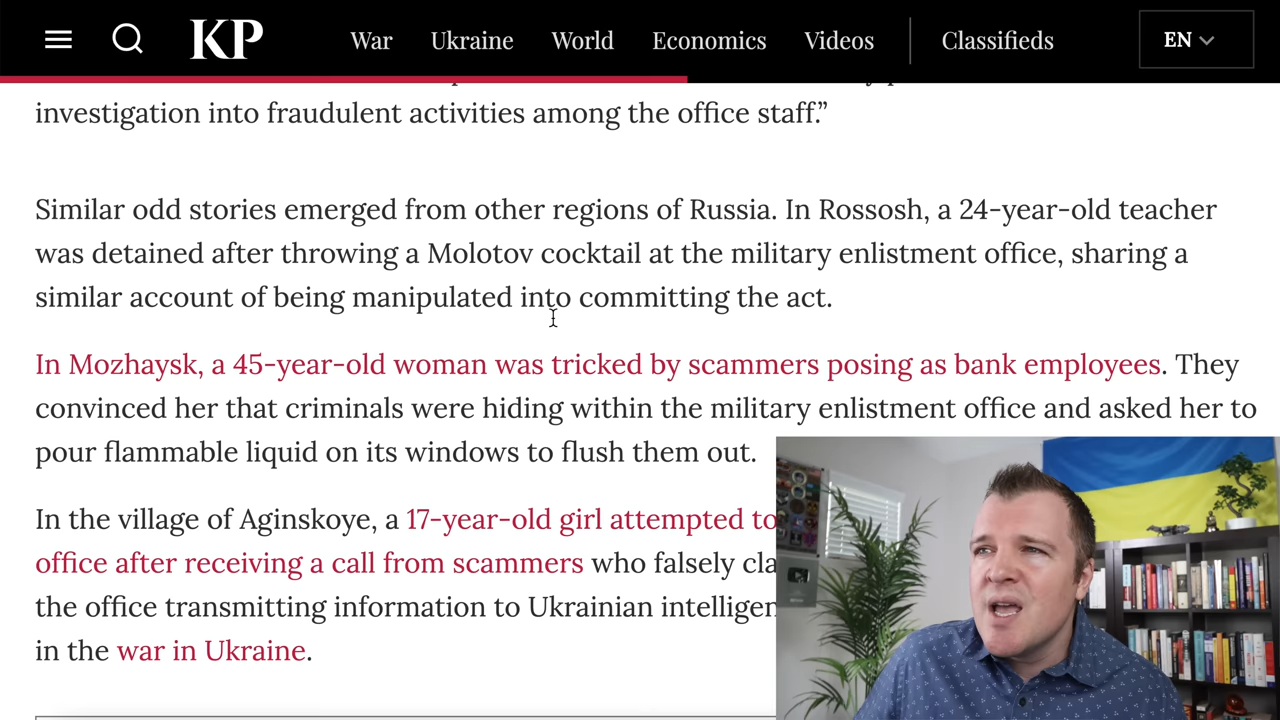 KP
War
Ukraine
World
Economics
Videos
Classifieds
EN
investigation into fraudulent activities among the office staff.”
Similar odd stories emerged from other regions of Russia. In Rossosh, a 24-year-old teacher
was detained after throwing a Molotov cocktail at the military enlistment office, sharing a
similar account of being manipulated into committing the act.
In Mozhaysk, a 45-year-old woman was tricked by scammers posing as bank employees. They
convinced her that criminals were hiding within the military enlistment office and asked her to
pour flammable liquid on its windows to flush them out.
In the village of Aginskoye, a 17-year-old girl attempted to
office after receiving a call from scammers who falsely cla
the office transmitting information to Ukrainian intelligen
in the war in Ukraine.